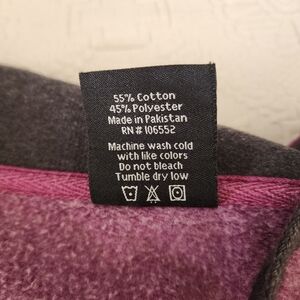 55% Cotton
45% Polyester
Made in Pakistan
RN # 106552
Machine wash cold
with like colors
Do not bleach
Tumble dry low